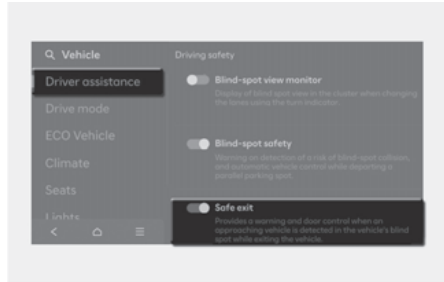 Vehicle
Driving safety
Driver assistance
Blind-spot view monitor
Display of blind spot view in the cluster when changing
the lanes using the turn indicator.
Drive mode
ECO Vehicle
Blind-spot safety
Warning on detection of a risk of blind-spot collision,
and automatic vehicle control while departing a
parallel parking spot.
Climate
Seats
Lights
Safe exit
Provides a warning and door control when an
approaching vehicle is detected in the vehicle's blind
spot while exiting the vehicle.